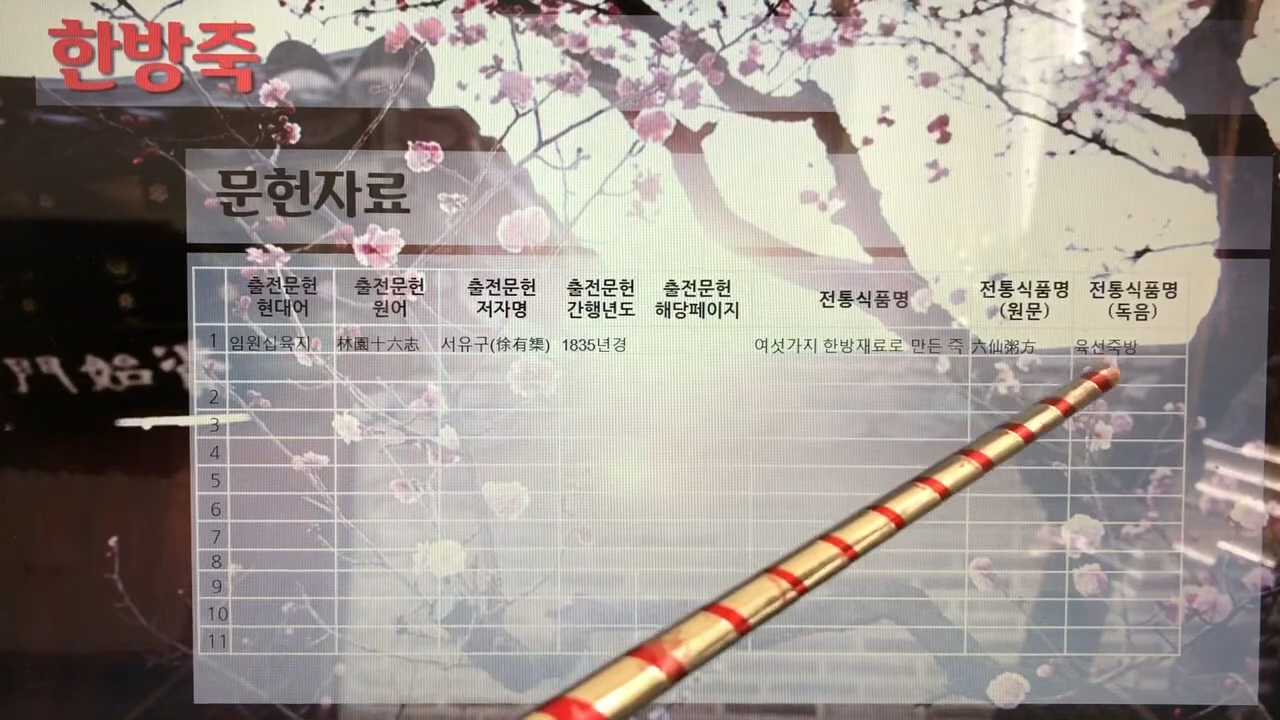 한방죽
문헌자료
출전문헌 현대어 출전문헌 원어 출전문헌 저자명 출전문헌 간행년도 출전문헌 해당페이지 전통식품명 전통식품명 (원문) 전통식품명 (독음)
1 임원십육지 林園十六志 서유구(徐有榘) 1835년경 여섯가지 한방재료로 만든 죽 六仙粥方 육선죽방
2
3
4
5
6
7
8
9
10
11